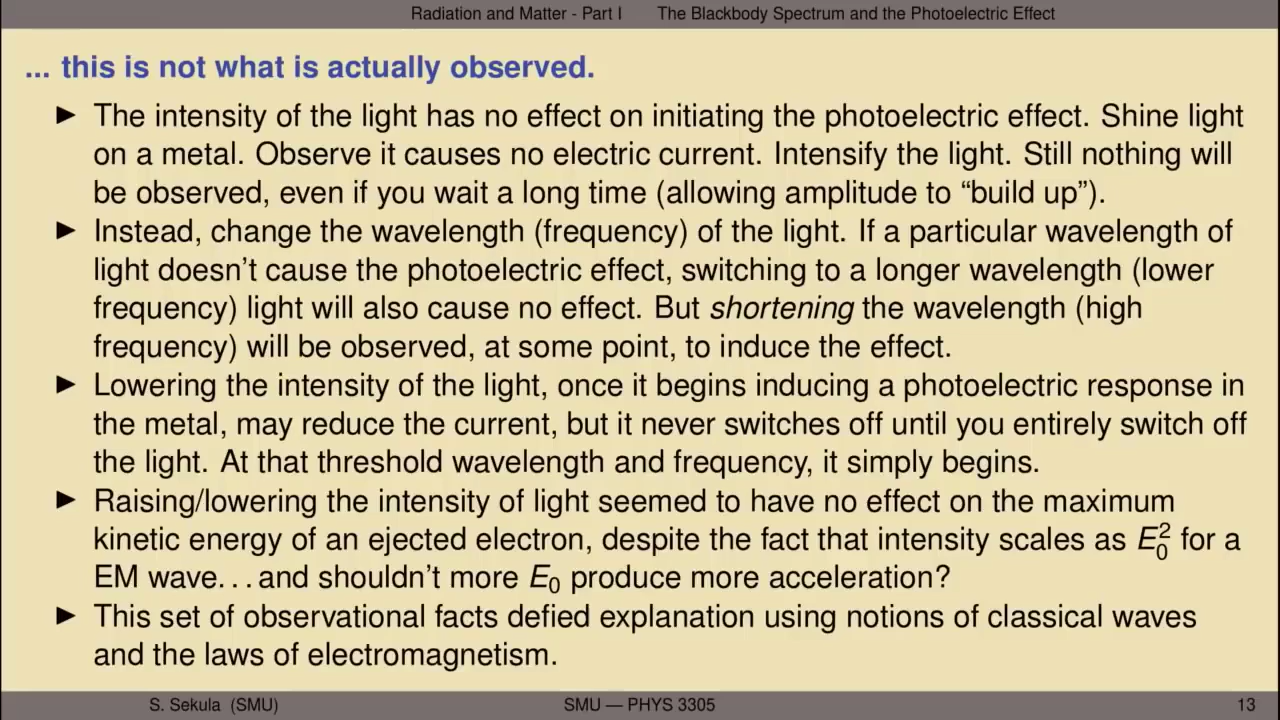 Radiation and Matter - Part I The Blackbody Spectrum and the Photoelectric Effect
... this is not what is actually observed.
▶ The intensity of the light has no effect on initiating the photoelectric effect. Shine light
on a metal. Observe it causes no electric current. Intensify the light. Still nothing will
be observed, even if you wait a long time (allowing amplitude to “build up”).
▶ Instead, change the wavelength (frequency) of the light. If a particular wavelength of
light doesn’t cause the photoelectric effect, switching to a longer wavelength (lower
frequency) light will also cause no effect. But shortening the wavelength (high
frequency) will be observed, at some point, to induce the effect.
▶ Lowering the intensity of the light, once it begins inducing a photoelectric response in
the metal, may reduce the current, but it never switches off until you entirely switch off
the light. At that threshold wavelength and frequency, it simply begins.
▶ Raising/lowering the intensity of light seemed to have no effect on the maximum
kinetic energy of an ejected electron, despite the fact that intensity scales as E₀² for a
EM wave...and shouldn’t more E₀ produce more acceleration?
▶ This set of observational facts defied explanation using notions of classical waves
and the laws of electromagnetism.
S. Sekula (SMU) SMU — PHYS 3305 13